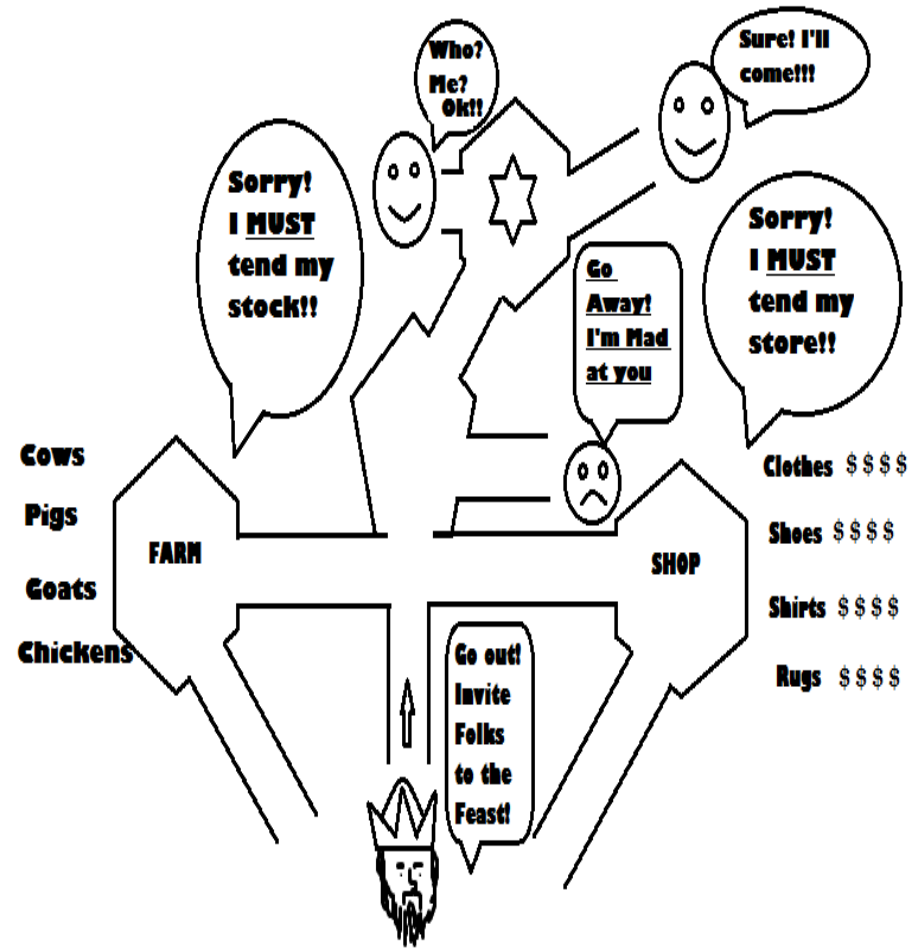 Who?
Me?
Ok!!
Sure! I'll
come!!!
Sorry!
I MUST
tend my
stock!!
Sorry!
I MUST
tend my
store!!
Go
Away!
I'm Mad
at you
Cows
Pigs
Goats
Chickens
FARM
SHOP
Clothes $$$$
Shoes $$$$
Shirts $$$$
Rugs $$$$
Go out!
Invite
Folks
to the
Feast!